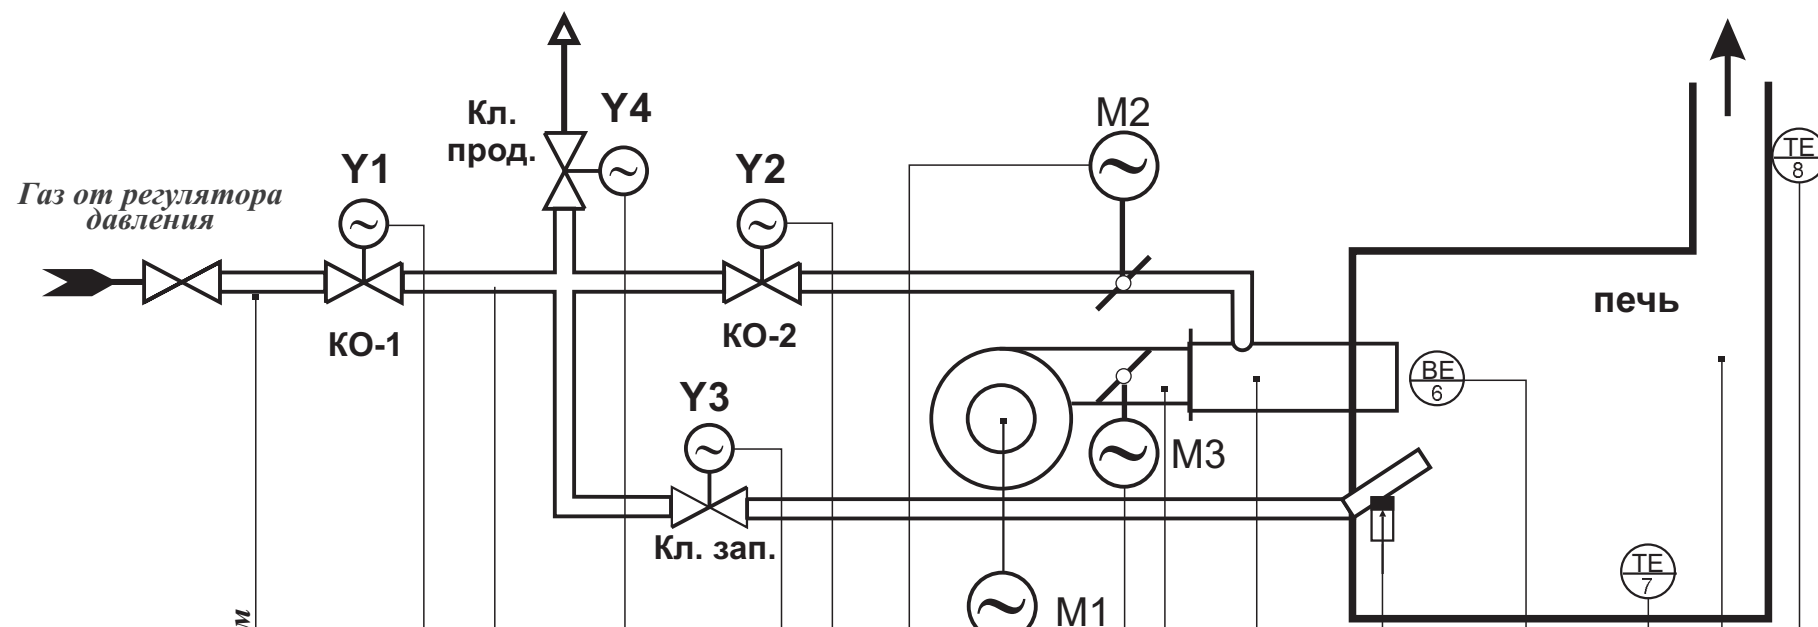 Кл.
прод.
Y4
M2
Y1
Y2
Газ от регулятора
давления
TE
8
КО-1
КО-2
печь
BE
6
Y3
M3
Кл. зап.
TE
7
M1
м